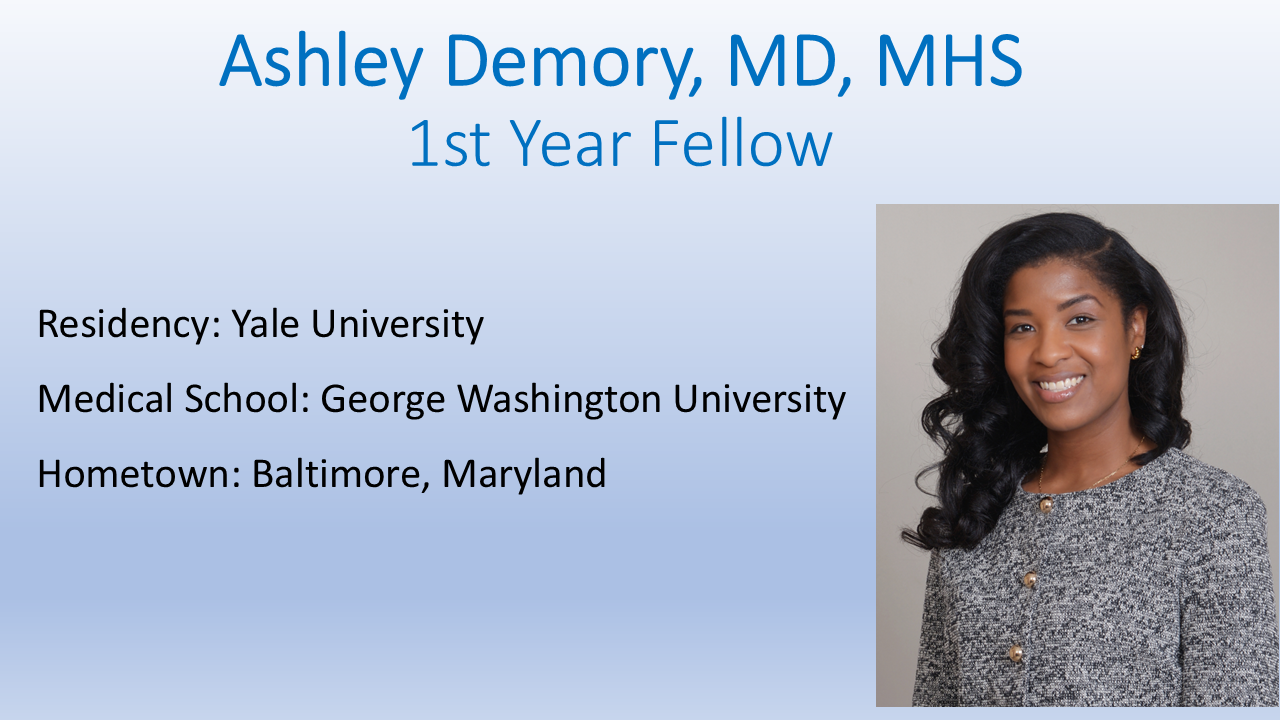 Ashley Demory, MD, MHS
1st Year Fellow
Residency: Yale University
Medical School: George Washington University
Hometown: Baltimore, Maryland